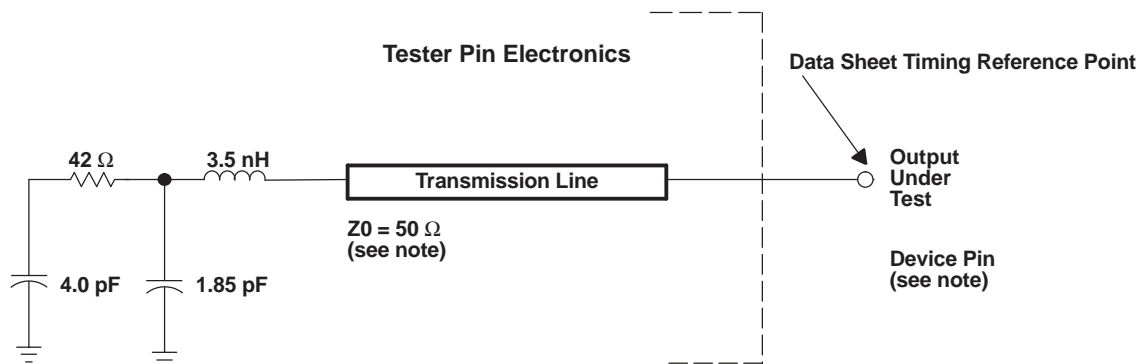 Tester Pin Electronics
Data Sheet Timing Reference Point
42 Ω
3.5 nH
Transmission Line
Output
Under
Test
Z0 = 50 Ω
(see note)
Device Pin
(see note)
4.0 pF
1.85 pF